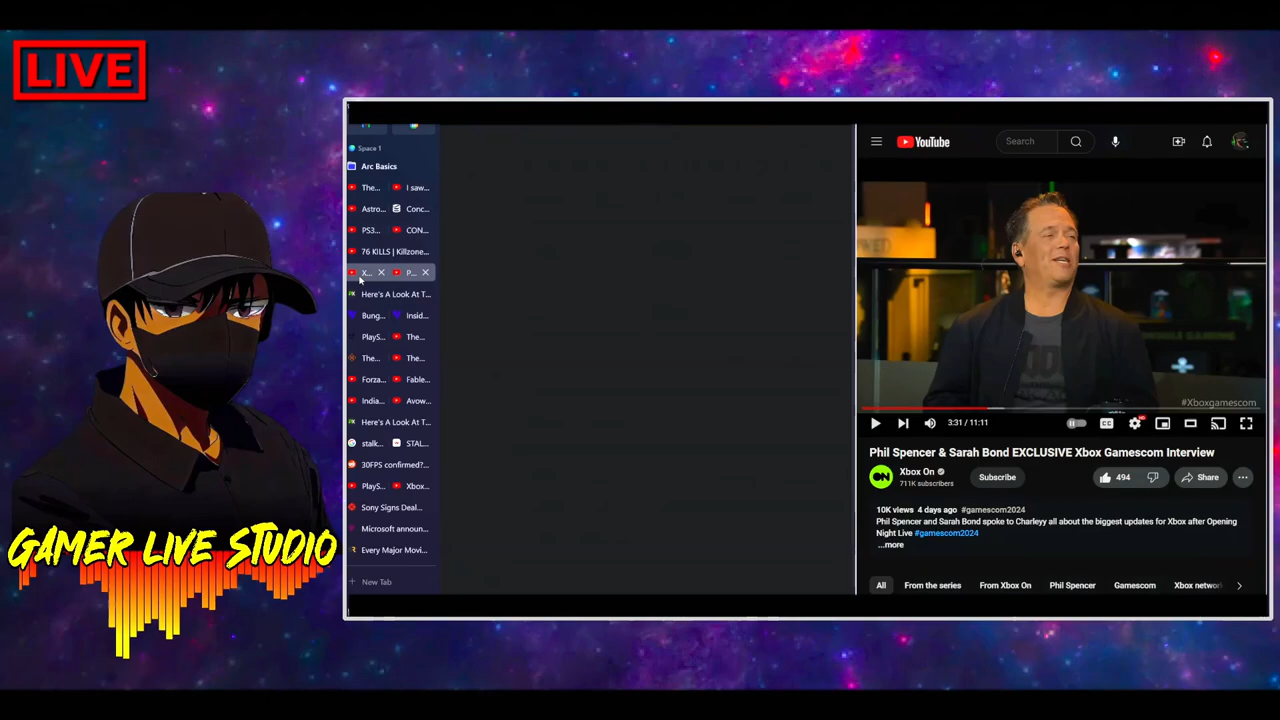 LIVE
GAMER LIVE STUDIO
Space 1
Arc Basics
The...
I saw...
Astro...
Conc...
PS3...
CON...
76 KILLS | Killzone...
X...
P...
Here's A Look At T...
Bung...
Insid...
PlayS...
The...
The...
The...
Forza...
Fable...
India...
Avow...
Here's A Look At T...
stalk...
STAL...
30FPS confirmed?...
PlayS...
Xbox...
Sony Signs Deal...
Microsoft announ...
Every Major Movi...
New Tab
YouTube
Search
#Xboxgamescom
3:31 / 11:11
Phil Spencer & Sarah Bond EXCLUSIVE Xbox Gamescom Interview
ON
Xbox On
711K subscribers
Subscribe
494
Share
10K views 4 days ago #gamescom2024
Phil Spencer and Sarah Bond spoke to Charleyy all about the biggest updates for Xbox after Opening
Night Live #gamescom2024
...more
All
From the series
From Xbox On
Phil Spencer
Gamescom
Xbox networ